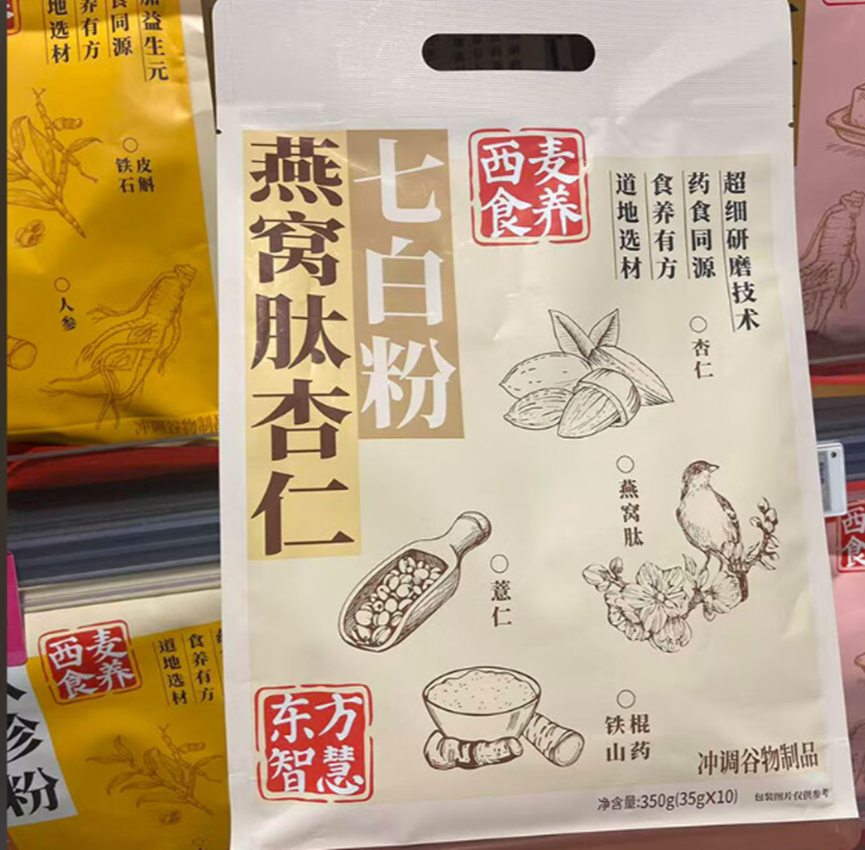 燕窝肽杏仁
七白粉
西麦
食养
超细研磨技术
药食同源
食养有方
道地选材
杏仁
燕窝肽
薏仁
铁棍
山药
东方
智慧
冲调谷物制品
净含量:350g(35gX10)
包装图片仅供参考
益生元
食同源
养有方
地选材
铁皮
石斛
人参
冲调谷物制品
西麦
食养
食养有方
道地选材
粉